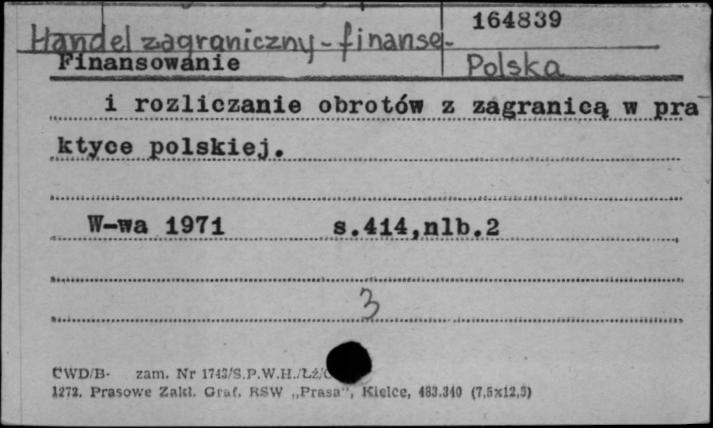 164839
Handel zagraniczny - finanse -
Finansowanie Polska
i rozliczanie obrotów z zagranicą w pra
ktyce polskiej.
W-wa 1971 s.414,nlb.2
3
CWD/B- zam. Nr 1743/S.P.W.H./Łż/
1272. Prasowe Zakł. Graf. RSW „Prasa", Kielce, 483.340 (7,5x12,5)